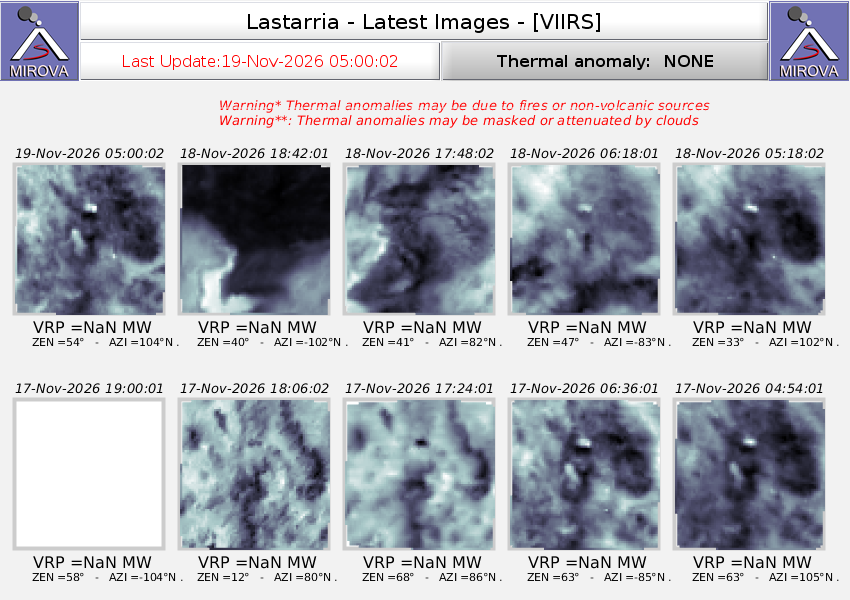 Lastarria - Latest Images - [VIIRS]
MIROVA
Last Update:19-Nov-2026 05:00:02
Thermal anomaly: NONE
MIROVA
Warning* Thermal anomalies may be due to fires or non-volcanic sources
Warning**: Thermal anomalies may be masked or attenuated by clouds
19-Nov-2026 05:00:02 18-Nov-2026 18:42:01 18-Nov-2026 17:48:02 18-Nov-2026 06:18:01 18-Nov-2026 05:18:02
VRP =NaN MW VRP =NaN MW VRP =NaN MW VRP =NaN MW VRP =NaN MW
ZEN =54° - AZI =104°N . ZEN =40° - AZI =-102°N . ZEN =41° - AZI =82°N . ZEN =47° - AZI =-83°N . ZEN =33° - AZI =102°N .
17-Nov-2026 19:00:01 17-Nov-2026 18:06:02 17-Nov-2026 17:24:01 17-Nov-2026 06:36:01 17-Nov-2026 04:54:01
VRP =NaN MW VRP =NaN MW VRP =NaN MW VRP =NaN MW VRP =NaN MW
ZEN =58° - AZI =-104°N . ZEN =12° - AZI =80°N . ZEN =68° - AZI =86°N . ZEN =63° - AZI =-85°N . ZEN =63° - AZI =105°N .